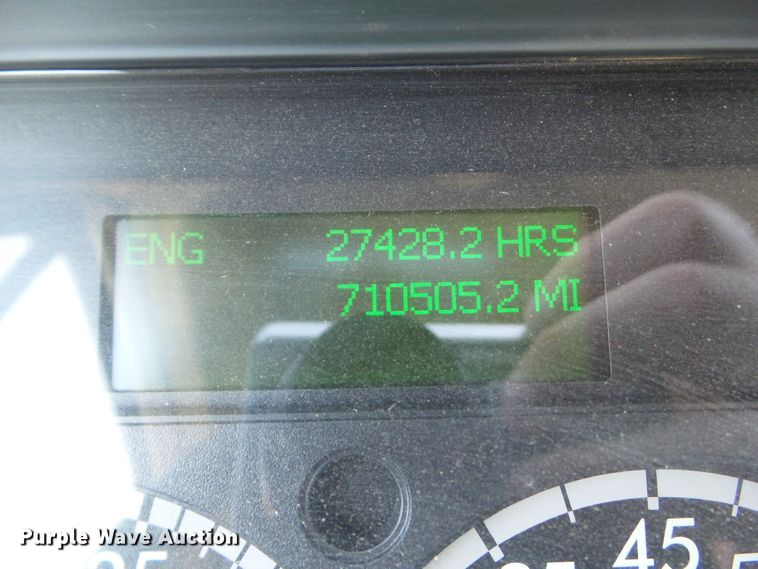 ENG 27428.2 HRS
710505.2 MI
45
Purple Wave Auction